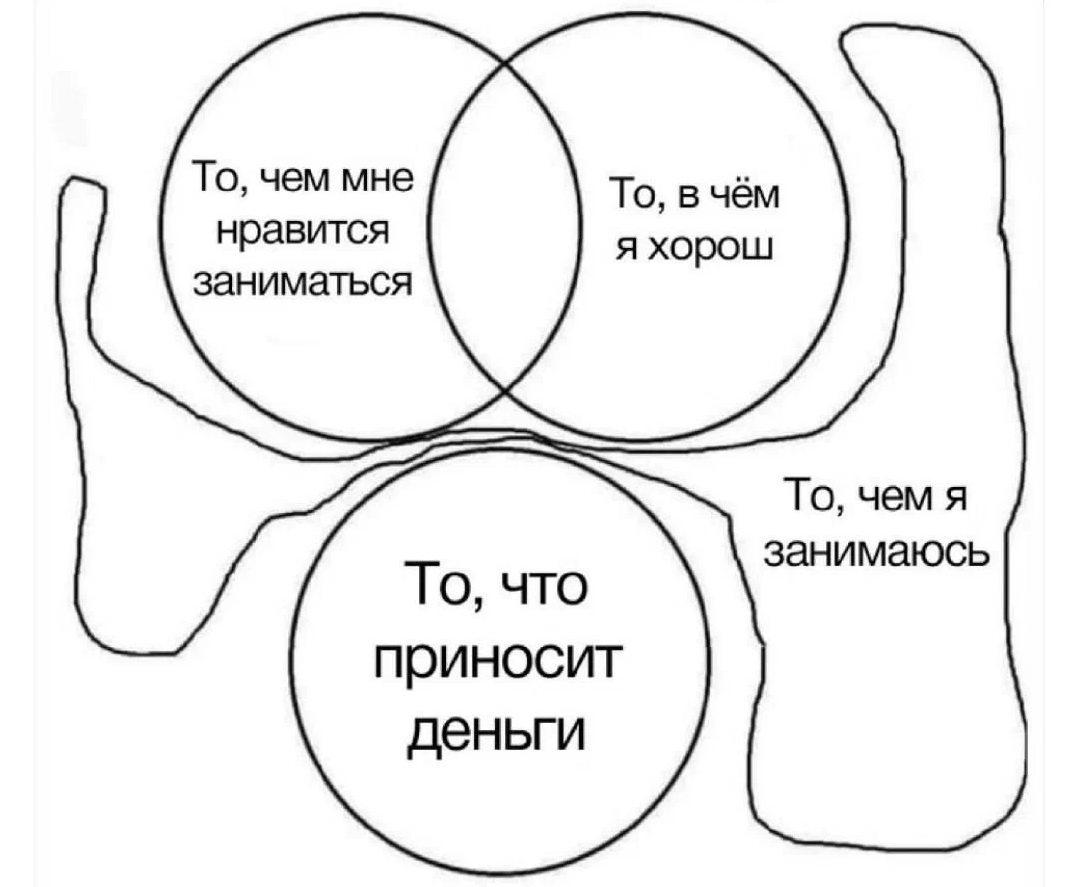 То, чем мне
нравится
заниматься
То, в чём
я хорош
То, чем я
занимаюсь
То, что
приносит
деньги